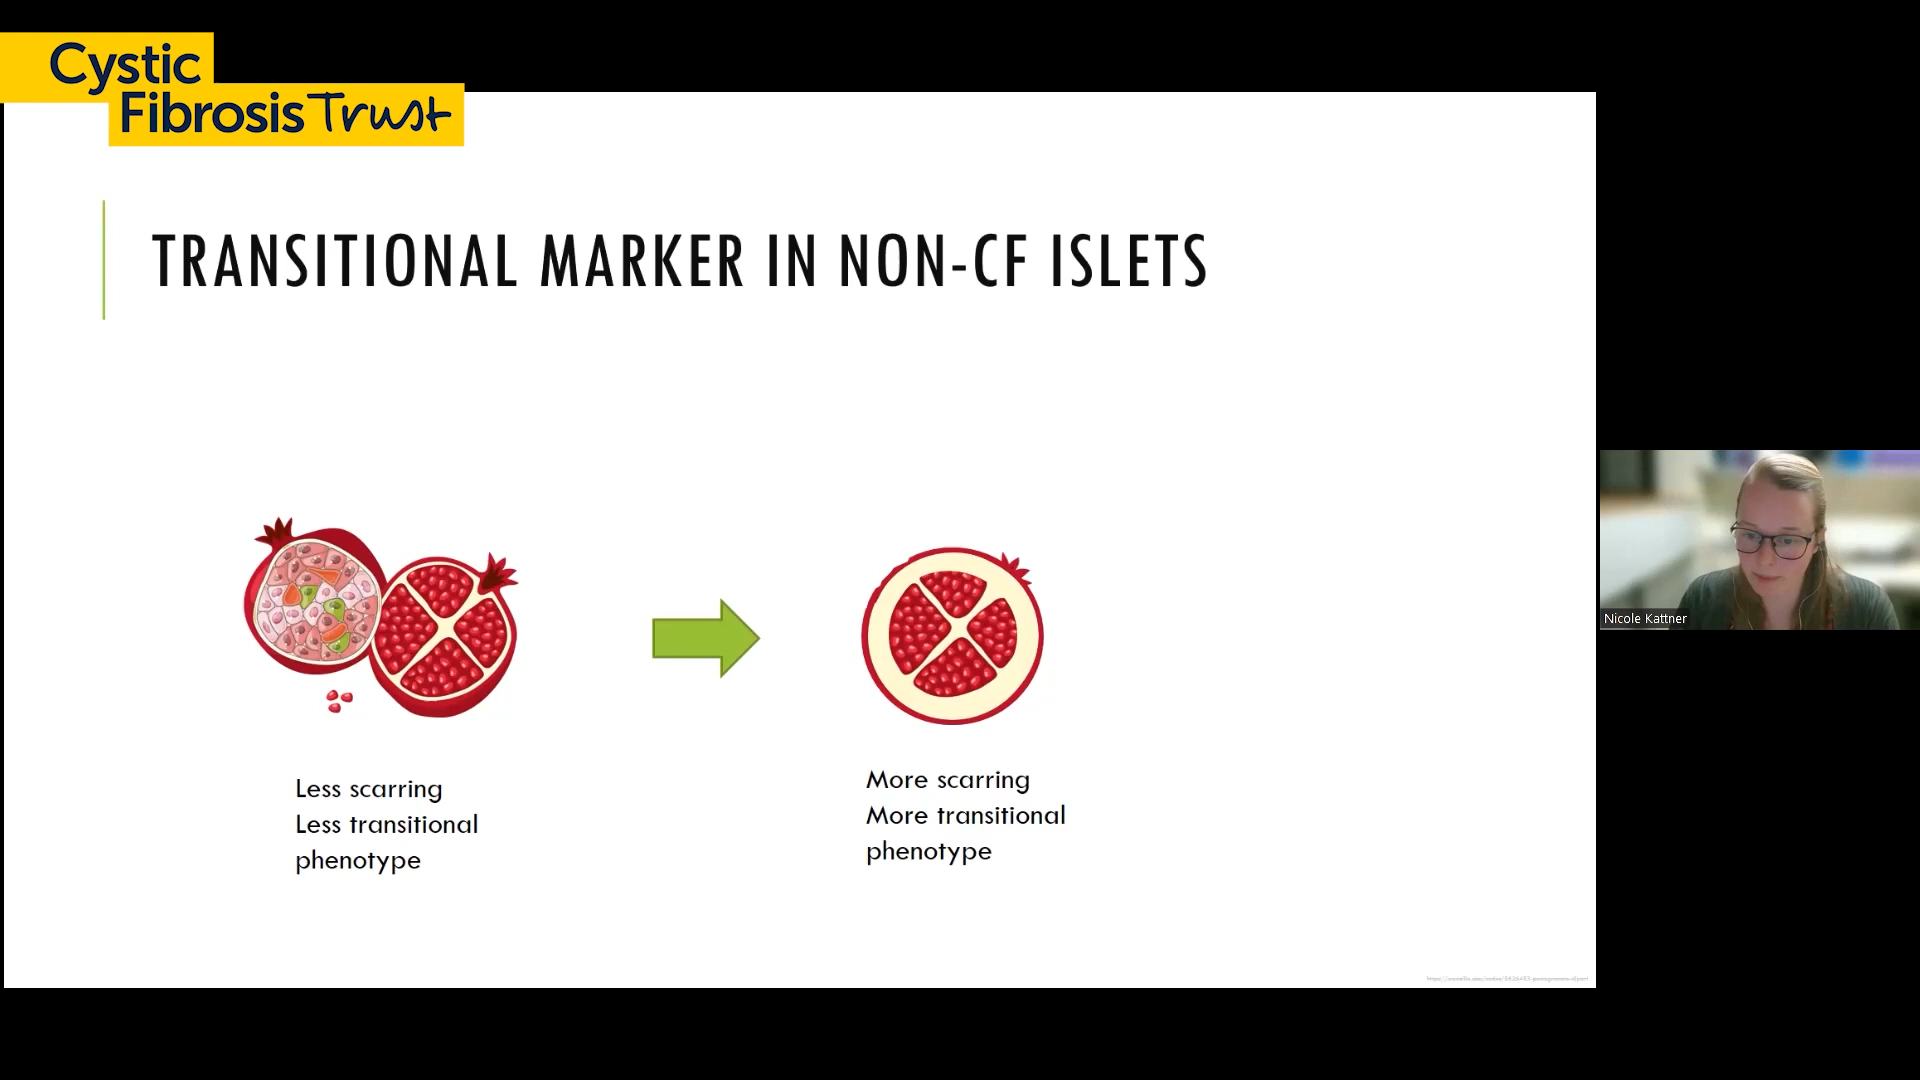 Cystic
Fibrosis Trust
TRANSITIONAL MARKER IN NON-CF ISLETS
Less scarring
Less transitional
phenotype
More scarring
More transitional
phenotype
Nicole Kattner